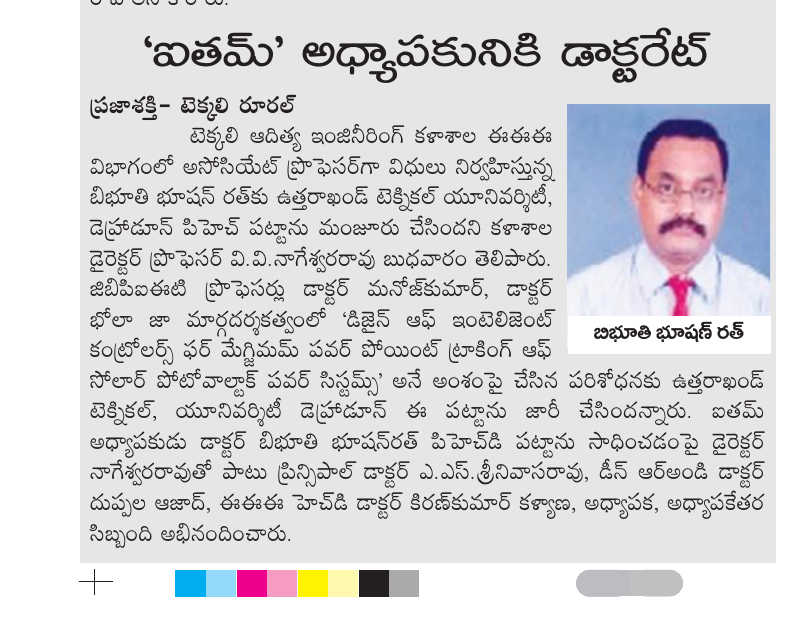 ‘ఐతమ్’ అధ్యాపకునికి డాక్టరేట్
ప్రజాశక్తి- టెక్కలి రూరల్
టెక్కలి ఆదిత్య ఇంజినీరింగ్ కళాశాల ఈఈఈ
విభాగంలో అసోసియేట్ ప్రొఫెసర్‌గా విధులు నిర్వహిస్తున్న
బిభూతి భూషన్ రత్‌కు ఉత్తరాఖండ్ టెక్నికల్ యూనివర్శిటీ,
డెహ్రాడూన్ పిహెచ్ పట్టాను మంజూరు చేసిందని కళాశాల
డైరెక్టర్ ప్రొఫెసర్ వి.వి.నాగేశ్వరరావు బుధవారం తెలిపారు.
జిబిపిఐఈటి ప్రొఫెసర్లు డాక్టర్ మనోజ్‌కుమార్, డాక్టర్
భోలా జా మార్గదర్శకత్వంలో ‘డిజైన్ ఆఫ్ ఇంటెలిజెంట్
కంట్రోలర్స్ ఫర్ మేగ్జిమమ్ పవర్ పోయింట్ ట్రాకింగ్ ఆఫ్
బిభూతి భూషణ్ రత్
సోలార్ పోటోవాల్టాక్ పవర్ సిస్టమ్స్’ అనే అంశంపై చేసిన పరిశోధనకు ఉత్తరాఖండ్
టెక్నికల్, యూనివర్శిటీ డెహ్రాడూన్ ఈ పట్టాను జారీ చేసిందన్నారు. ఐతమ్
అధ్యాపకుడు డాక్టర్ బిభూతి భూషన్‌రత్ పిహెచ్‌డి పట్టాను సాధించడంపై డైరెక్టర్
నాగేశ్వరరావుతో పాటు ప్రిన్సిపాల్ డాక్టర్ ఎ.ఎస్.శ్రీనివాసరావు, డీన్ ఆర్‌అండి డాక్టర్
దుప్పల ఆజాద్, ఈఈఈ హెచ్‌డి డాక్టర్ కిరణ్‌కుమార్ కళ్యాణ, అధ్యాపక, అధ్యాపకేతర
సిబ్బంది అభినందించారు.